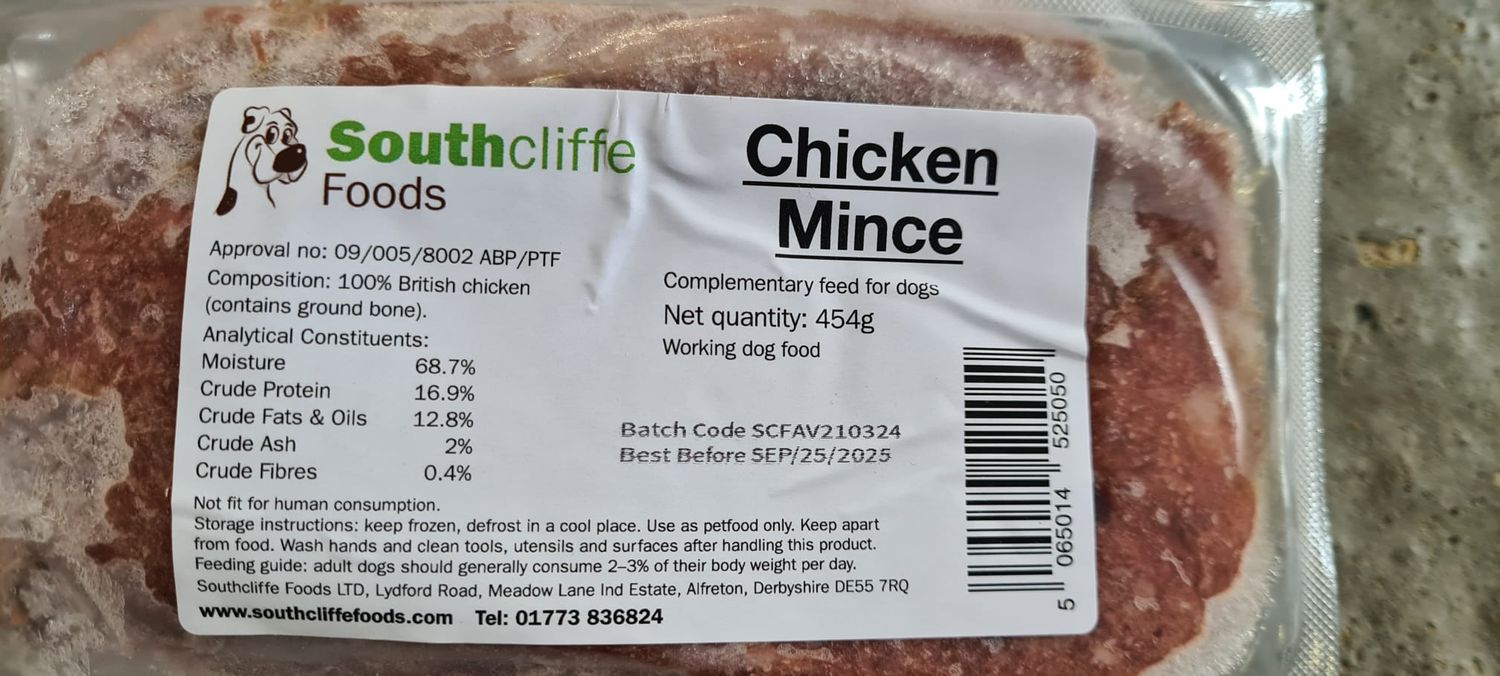 Southcliffe
Foods
Chicken
Mince
Approval no: 09/005/8002 ABP/PTF
Composition: 100% British chicken
(contains ground bone).
Analytical Constituents:
Moisture 68.7%
Crude Protein 16.9%
Crude Fats & Oils 12.8%
Crude Ash 2%
Crude Fibres 0.4%
Complementary feed for dogs
Net quantity: 454g
Working dog food
Batch Code SCFAV210324
Best Before SEP/25/2025
5 065014 525050
Not fit for human consumption.
Storage instructions: keep frozen, defrost in a cool place. Use as petfood only. Keep apart
from food. Wash hands and clean tools, utensils and surfaces after handling this product.
Feeding guide: adult dogs should generally consume 2–3% of their body weight per day.
Southcliffe Foods LTD, Lydford Road, Meadow Lane Ind Estate, Alfreton, Derbyshire DE55 7RQ
www.southcliffefoods.com Tel: 01773 836824